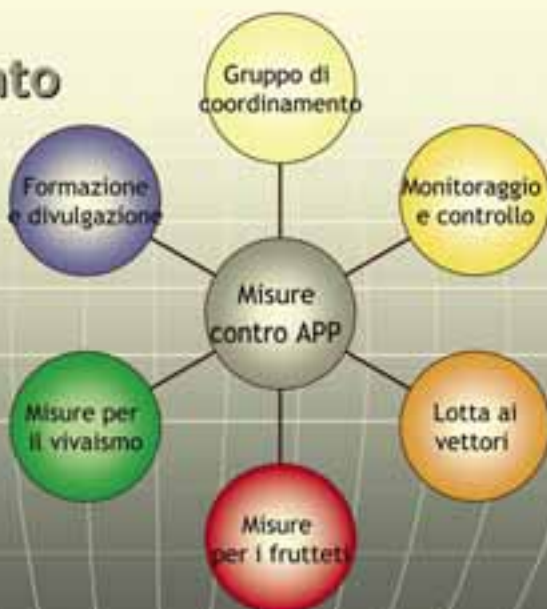 Gruppo di
coordinamento
Formazione
e divulgazione
Monitoraggio
e controllo
Misure
contro APP
Misure per
il vivaismo
Lotta ai
vettori
Misure
per i frutteti